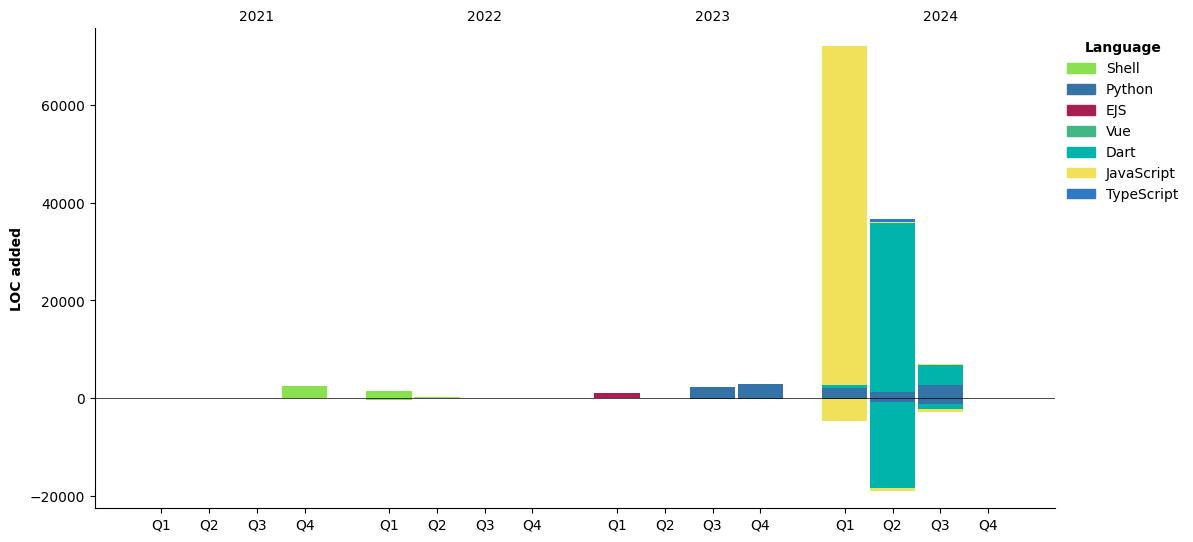 2021 2022 2023 2024
Language
Shell
Python
EJS
Vue
Dart
JavaScript
TypeScript
LOC added
60000
40000
20000
0
−20000
Q1 Q2 Q3 Q4 Q1 Q2 Q3 Q4 Q1 Q2 Q3 Q4 Q1 Q2 Q3 Q4